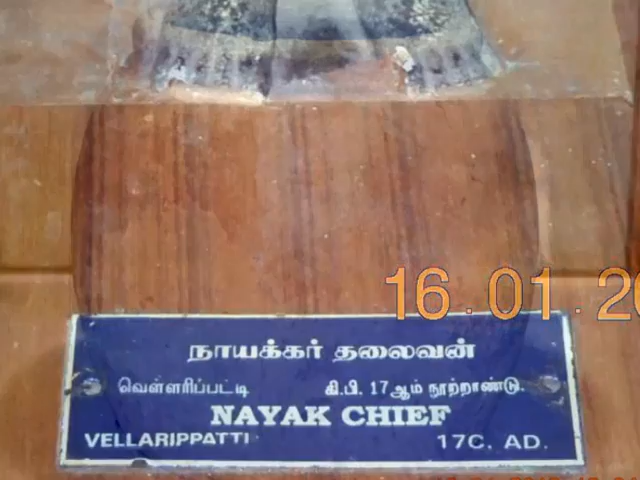 16.01.20
நாயக்கர் தலைவன்
வெள்ளரிப்பட்டி கி.பி. 17ஆம் நூற்றாண்டு.
NAYAK CHIEF
VELLARIPPATTI 17C. AD.